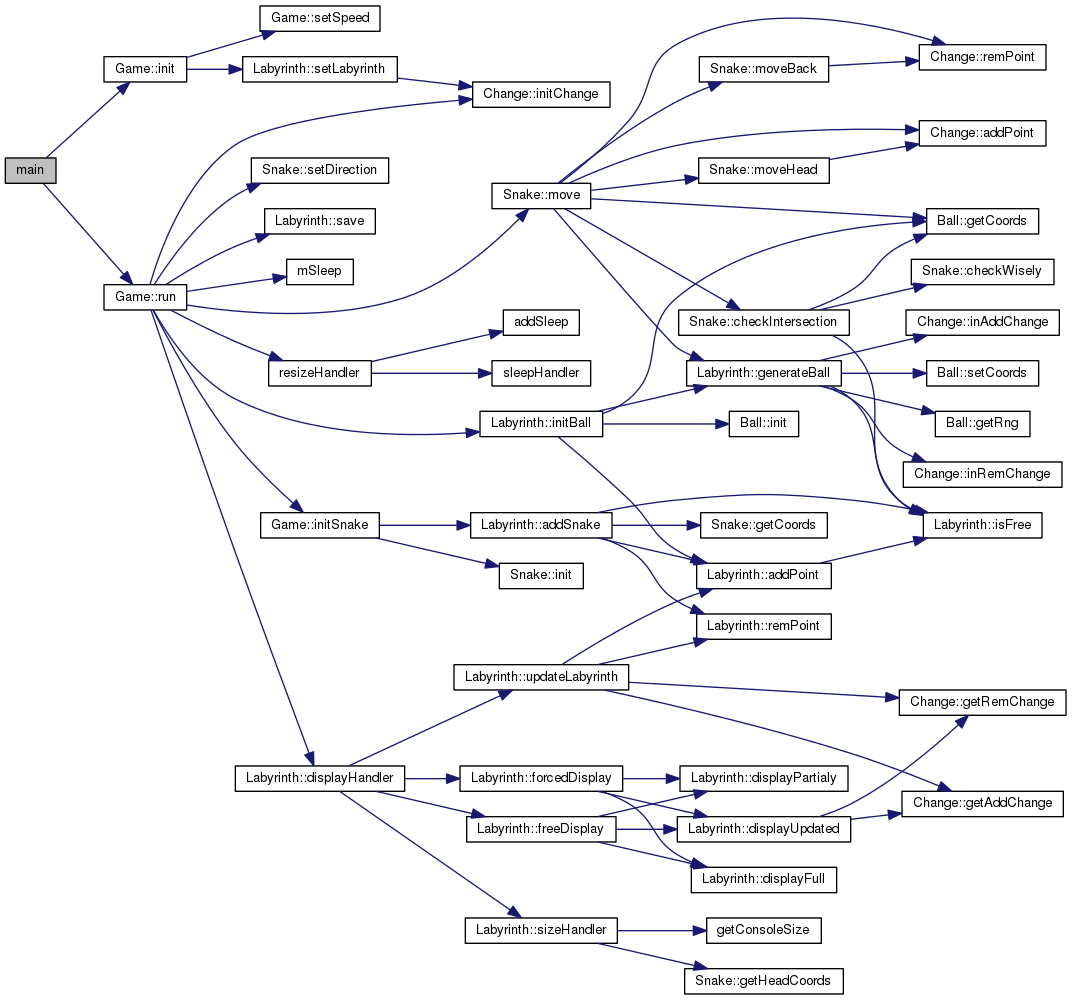 Game::setSpeed
Game::init
Labyrinth::setLabyrinth
Change::initChange
main
Snake::setDirection
Labyrinth::save
mSleep
Game::run
resizeHandler
addSleep
sleepHandler
Snake::move
Snake::moveBack
Change::remPoint
Change::addPoint
Snake::moveHead
Ball::getCoords
Snake::checkWisely
Snake::checkIntersection
Change::inAddChange
Labyrinth::generateBall
Ball::setCoords
Labyrinth::initBall
Ball::init
Ball::getRng
Change::inRemChange
Game::initSnake
Labyrinth::addSnake
Snake::getCoords
Labyrinth::isFree
Snake::init
Labyrinth::addPoint
Labyrinth::remPoint
Labyrinth::updateLabyrinth
Change::getRemChange
Labyrinth::displayHandler
Labyrinth::forcedDisplay
Labyrinth::displayPartialy
Change::getAddChange
Labyrinth::freeDisplay
Labyrinth::displayUpdated
Labyrinth::displayFull
Labyrinth::sizeHandler
getConsoleSize
Snake::getHeadCoords